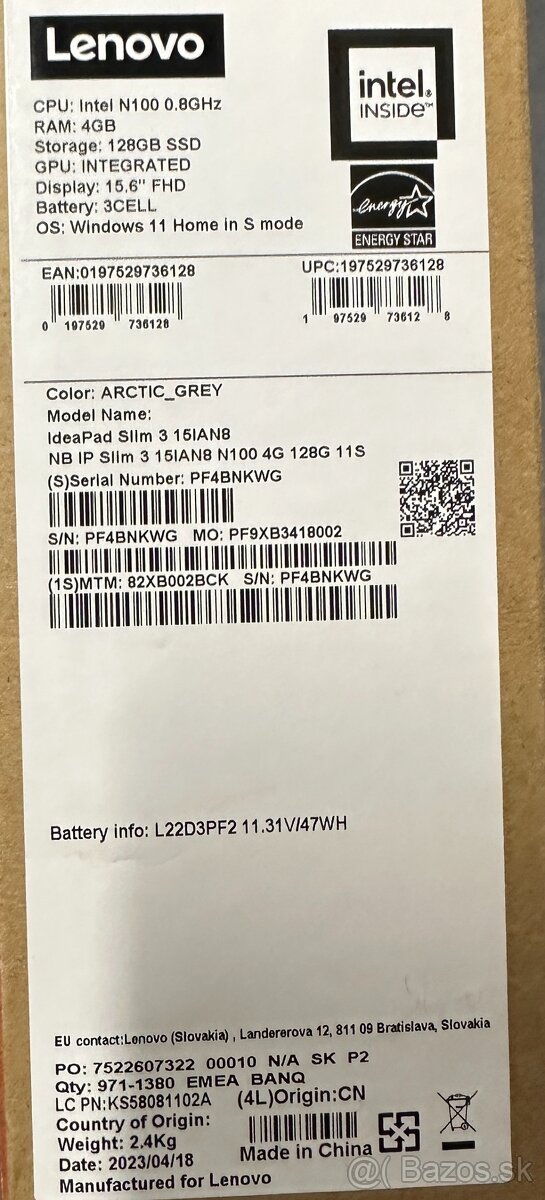 Lenovo
intel.
INSIDE™
CPU: Intel N100 0.8GHz
RAM: 4GB
Storage: 128GB SSD
GPU: INTEGRATED
Display: 15.6" FHD
Battery: 3CELL
OS: Windows 11 Home in S mode
energy
ENERGY STAR
EAN:0197529736128
0 197529 736128
UPC:197529736128
1 97529 73612 8
Color: ARCTIC_GREY
Model Name:
IdeaPad Slim 3 15IAN8
NB IP Slim 3 15IAN8 N100 4G 128G 11S
(S)Serial Number: PF4BNKWG
S/N: PF4BNKWG MO: PF9XB3418002
(1S)MTM: 82XB002BCK S/N: PF4BNKWG
Battery info: L22D3PF2 11.31V/47WH
EU contact:Lenovo (Slovakia) , Landererova 12, 811 09 Bratislava, Slovakia
PO: 7522607322 00010 N/A SK P2
Qty: 971-1380 EMEA BANQ
LC PN:KS58081102A (4L)Origin:CN
Country of Origin:
Weight: 2.4Kg
Made in China
Date: 2023/04/18
Manufactured for Lenovo
Bazos.sk